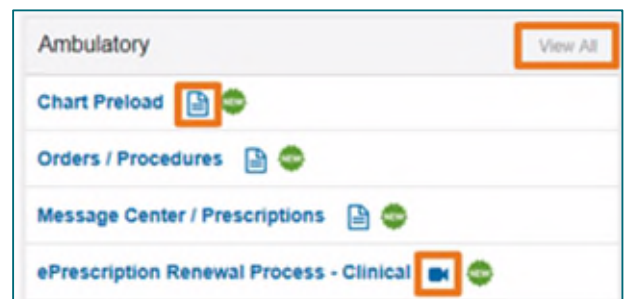 Ambulatory View All
Chart Preload NEW
Orders / Procedures NEW
Message Center / Prescriptions NEW
ePrescription Renewal Process - Clinical NEW